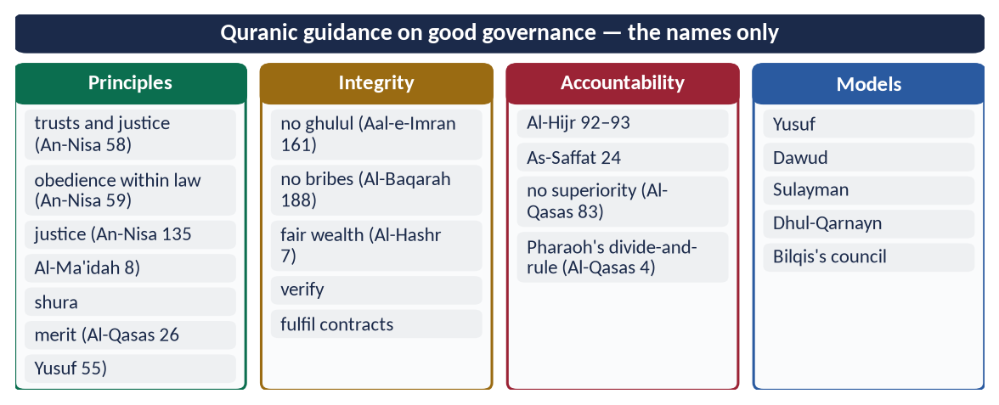 Quranic guidance on good governance — the names only
Principles
trusts and justice
(An-Nisa 58)
obedience within law
(An-Nisa 59)
justice (An-Nisa 135
Al-Ma'idah 8)
shura
merit (Al-Qasas 26
Yusuf 55)
Integrity
no ghulul (Aal-e-Imran
161)
no bribes (Al-Baqarah
188)
fair wealth (Al-Hashr
7)
verify
fulfil contracts
Accountability
Al-Hijr 92–93
As-Saffat 24
no superiority (Al-
Qasas 83)
Pharaoh's divide-and-
rule (Al-Qasas 4)
Models
Yusuf
Dawud
Sulayman
Dhul-Qarnayn
Bilqis's council